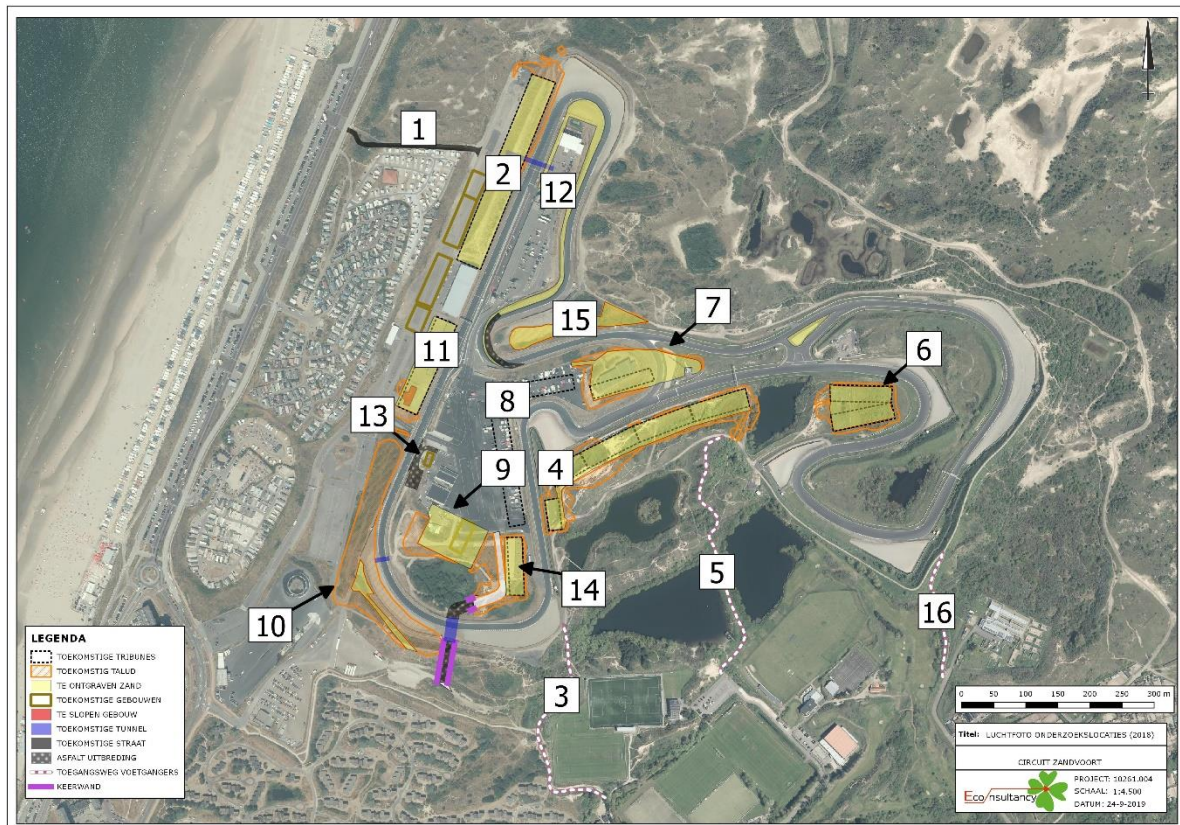 1
2
12
15
7
6
11
8
13
4
9
5
14
10
16
3
LEGENDA
TOEKOMSTIGE TRIBUNES
TOEKOMSTIG TALUD
TE ONTGRAVEN ZAND
TOEKOMSTIGE GEBOUWEN
TE SLOPEN GEBOUW
TOEKOMSTIGE TUNNEL
TOEKOMSTIGE STRAAT
ASFALT UITBREDING
TOEGANGSWEG VOETGANGERS
KEERWAND
0 50 100 150 200 300 m
Titel: LUCHTFOTO ONDERZOEKSLOCATIES (2018)
CIRCUIT ZANDVOORT
Econsultancy
PROJECT: 10261.004
SCHAAL: 1:4.500
DATUM: 24-9-2019